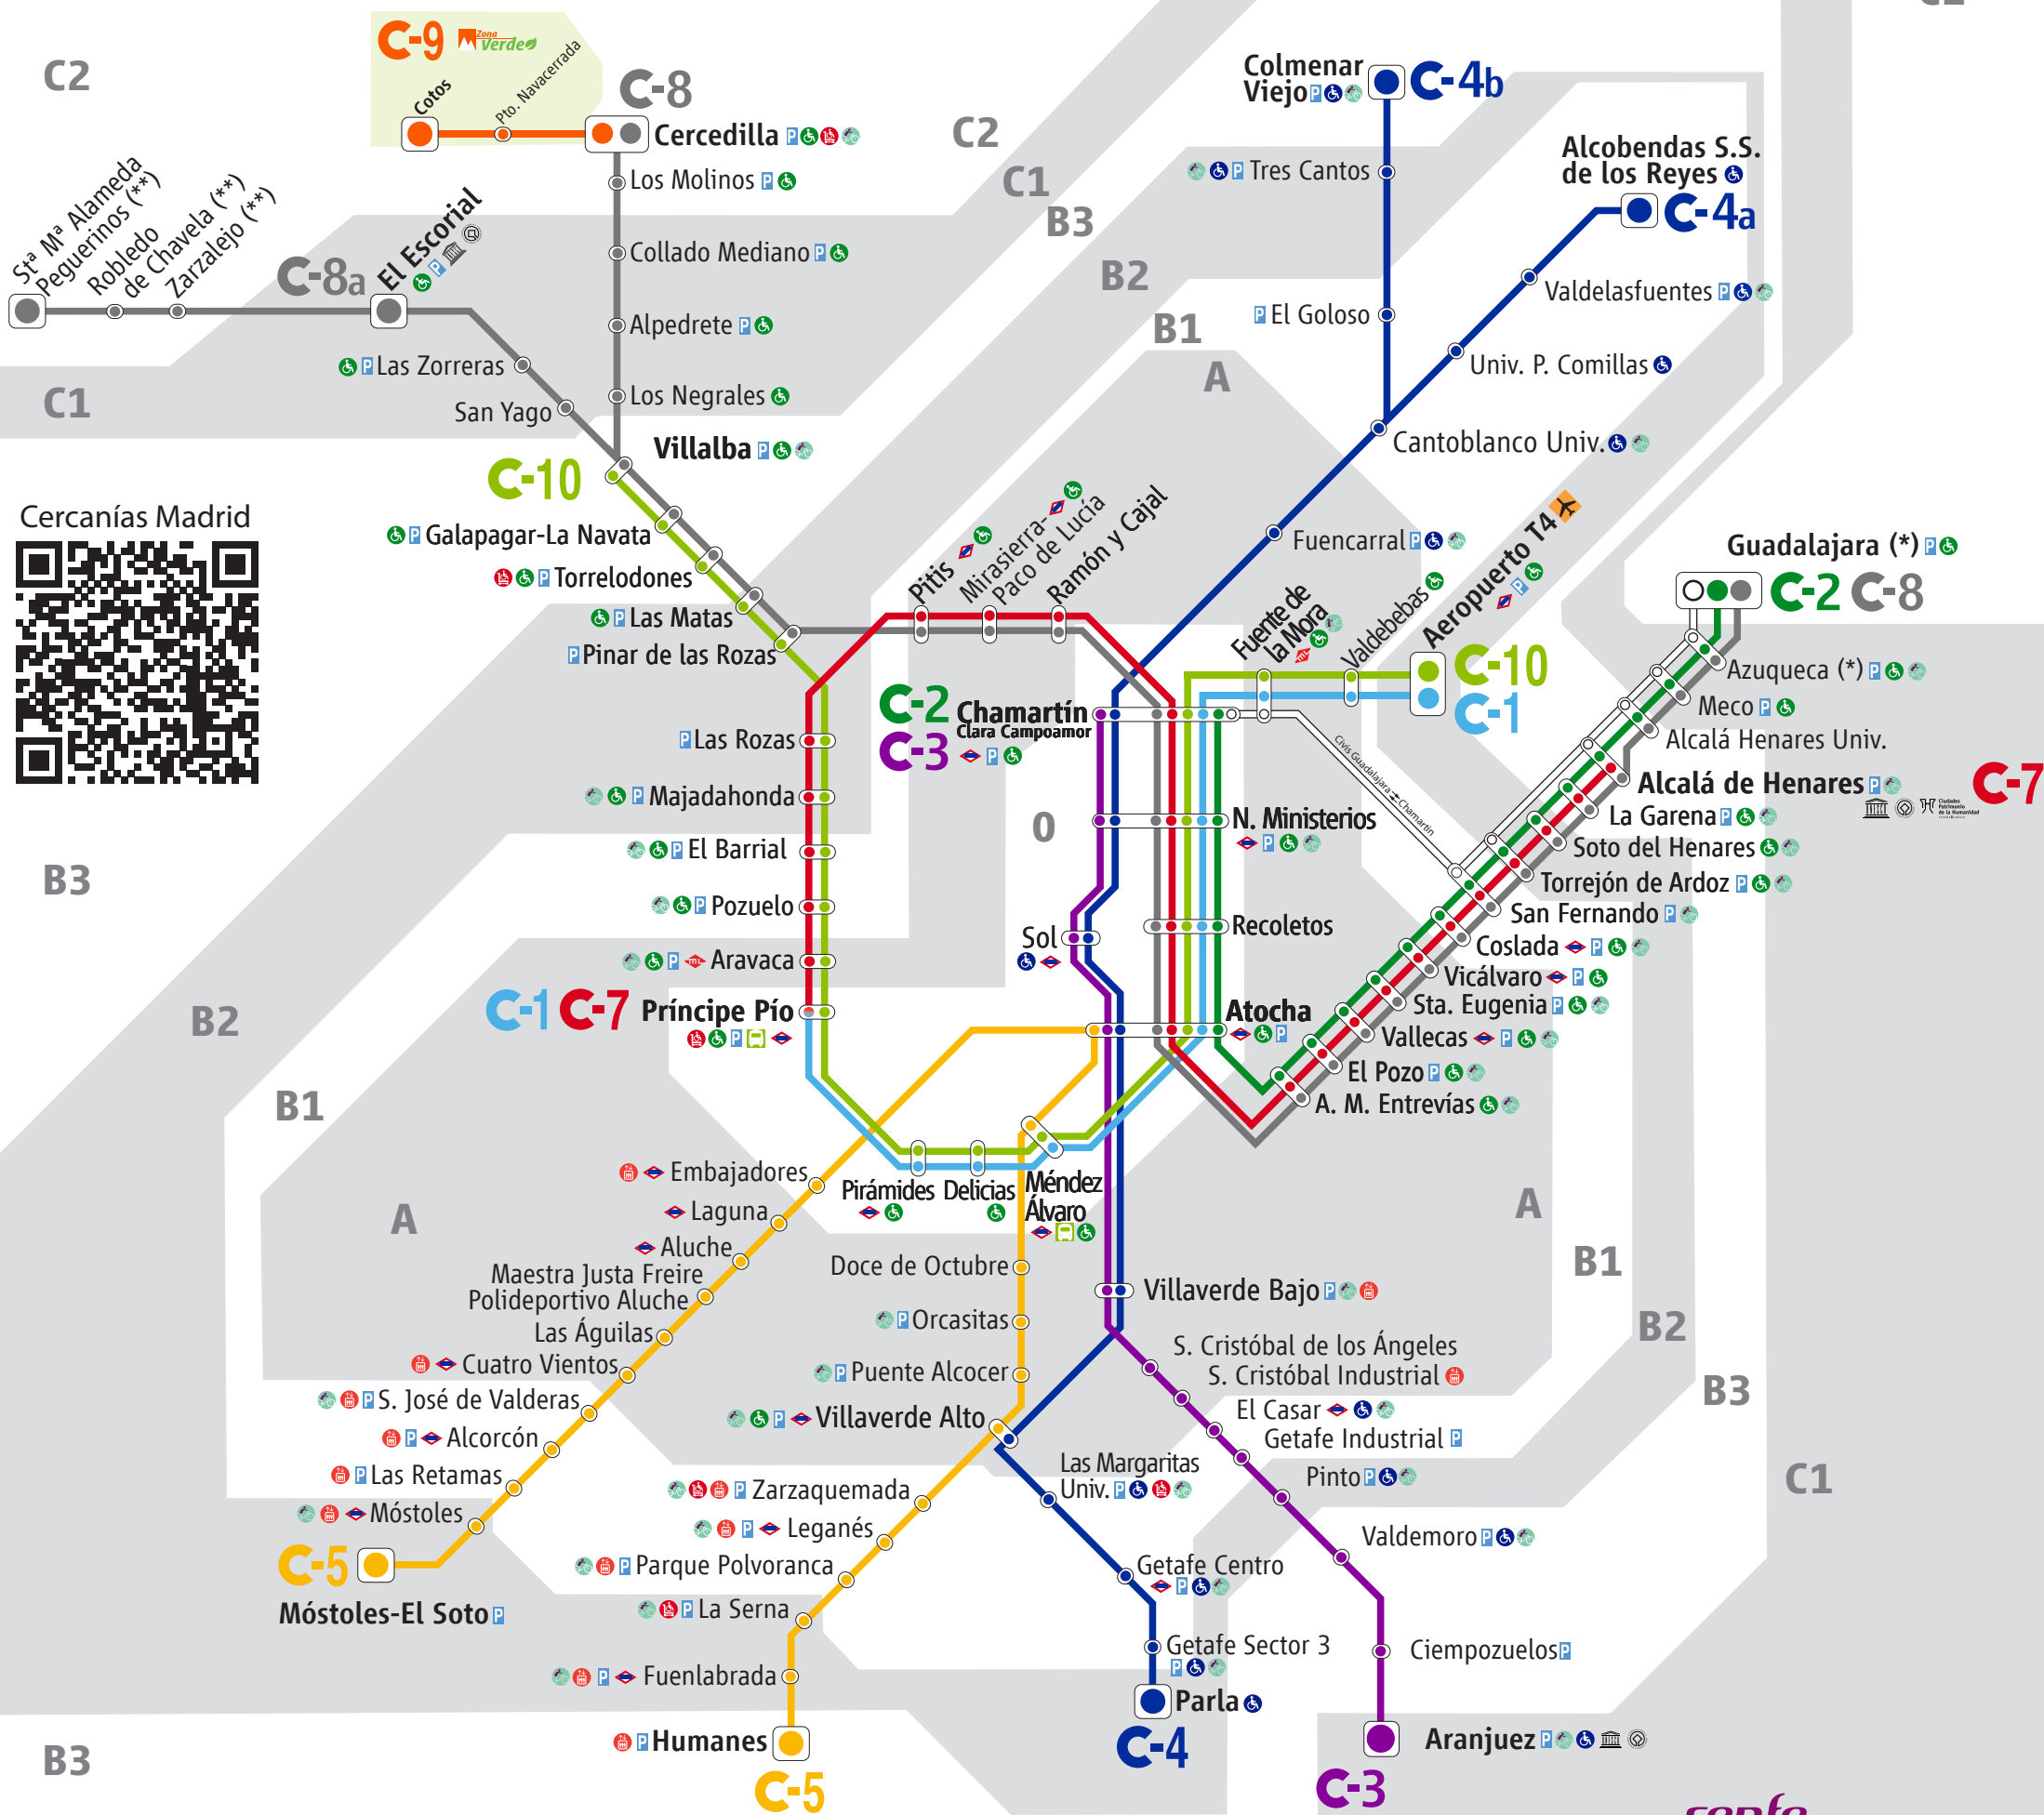 C-9
Zona
Verde
Cotos
Pto. Navacerrada
C-8
Cercedilla
Los Molinos
Collado Mediano
Alpedrete
Los Negrales
C2
C2
C1
B3
B2
B1
A
Stª Mª Alameda
Peguerinos (**)
Robledo
de Chavela (**)
Zarzalejo (**)
C-8a
El Escorial
Las Zorreras
San Yago
C1
Villalba
C-10
Galapagar-La Navata
Torrelodones
Las Matas
Pinar de las Rozas
Cercanías Madrid
Colmenar
Viejo
C-4b
Tres Cantos
El Goloso
Alcobendas S.S.
de los Reyes
C-4a
Valdelasfuentes
Univ. P. Comillas
Cantoblanco Univ.
Fuencarral
Pitis
Mirasierra-
Paco de Lucía
Ramón y Cajal
Fuente de
la Mora
Valdebebas
Aeropuerto T4
C-10
C-1
Guadalajara (*)
C-2 C-8
Azuqueca (*)
Meco
Alcalá Henares Univ.
Alcalá de Henares
C-7
Ciudades
Patrimonio
de la Humanidad
La Garena
Soto del Henares
Torrejón de Ardoz
San Fernando
Coslada
Vicálvaro
Sta. Eugenia
Vallecas
El Pozo
A. M. Entrevías
C-2
C-3
Chamartín
Clara Campoamor
Civis Guadalajara Chamartín
Las Rozas
Majadahonda
El Barrial
Pozuelo
Aravaca
C-1 C-7 Príncipe Pío
0
N. Ministerios
Recoletos
Sol
Atocha
B3
B2
B1
A
Embajadores
Laguna
Aluche
Maestra Justa Freire
Polideportivo Aluche
Las Águilas
Cuatro Vientos
S. José de Valderas
Alcorcón
Las Retamas
Móstoles
C-5
Móstoles-El Soto
Pirámides
Delicias
Méndez
Álvaro
Doce de Octubre
Orcasitas
Puente Alcocer
Villaverde Alto
Zarzaquemada
Leganés
Parque Polvoranca
La Serna
Fuenlabrada
Humanes
C-5
Villaverde Bajo
S. Cristóbal de los Ángeles
S. Cristóbal Industrial
El Casar
Getafe Industrial
Pinto
Valdemoro
Ciempozuelos
Aranjuez
C-3
Las Margaritas
Univ.
Getafe Centro
Getafe Sector 3
Parla
C-4
A
B1
B2
B3
C1
B3